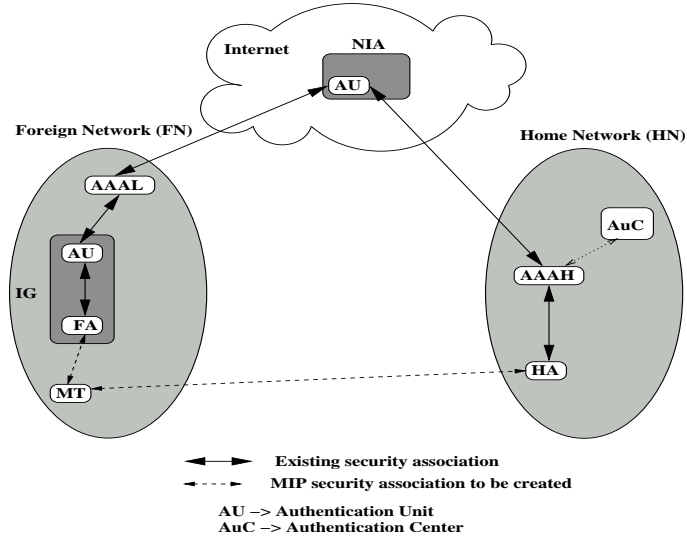 Internet
NIA
AU
Foreign Network (FN)
Home Network (HN)
AAAL
AuC
AU
AAAH
IG
FA
HA
MT
Existing security association
MIP security association to be created
AU −> Authentication Unit
AuC −> Authentication Center